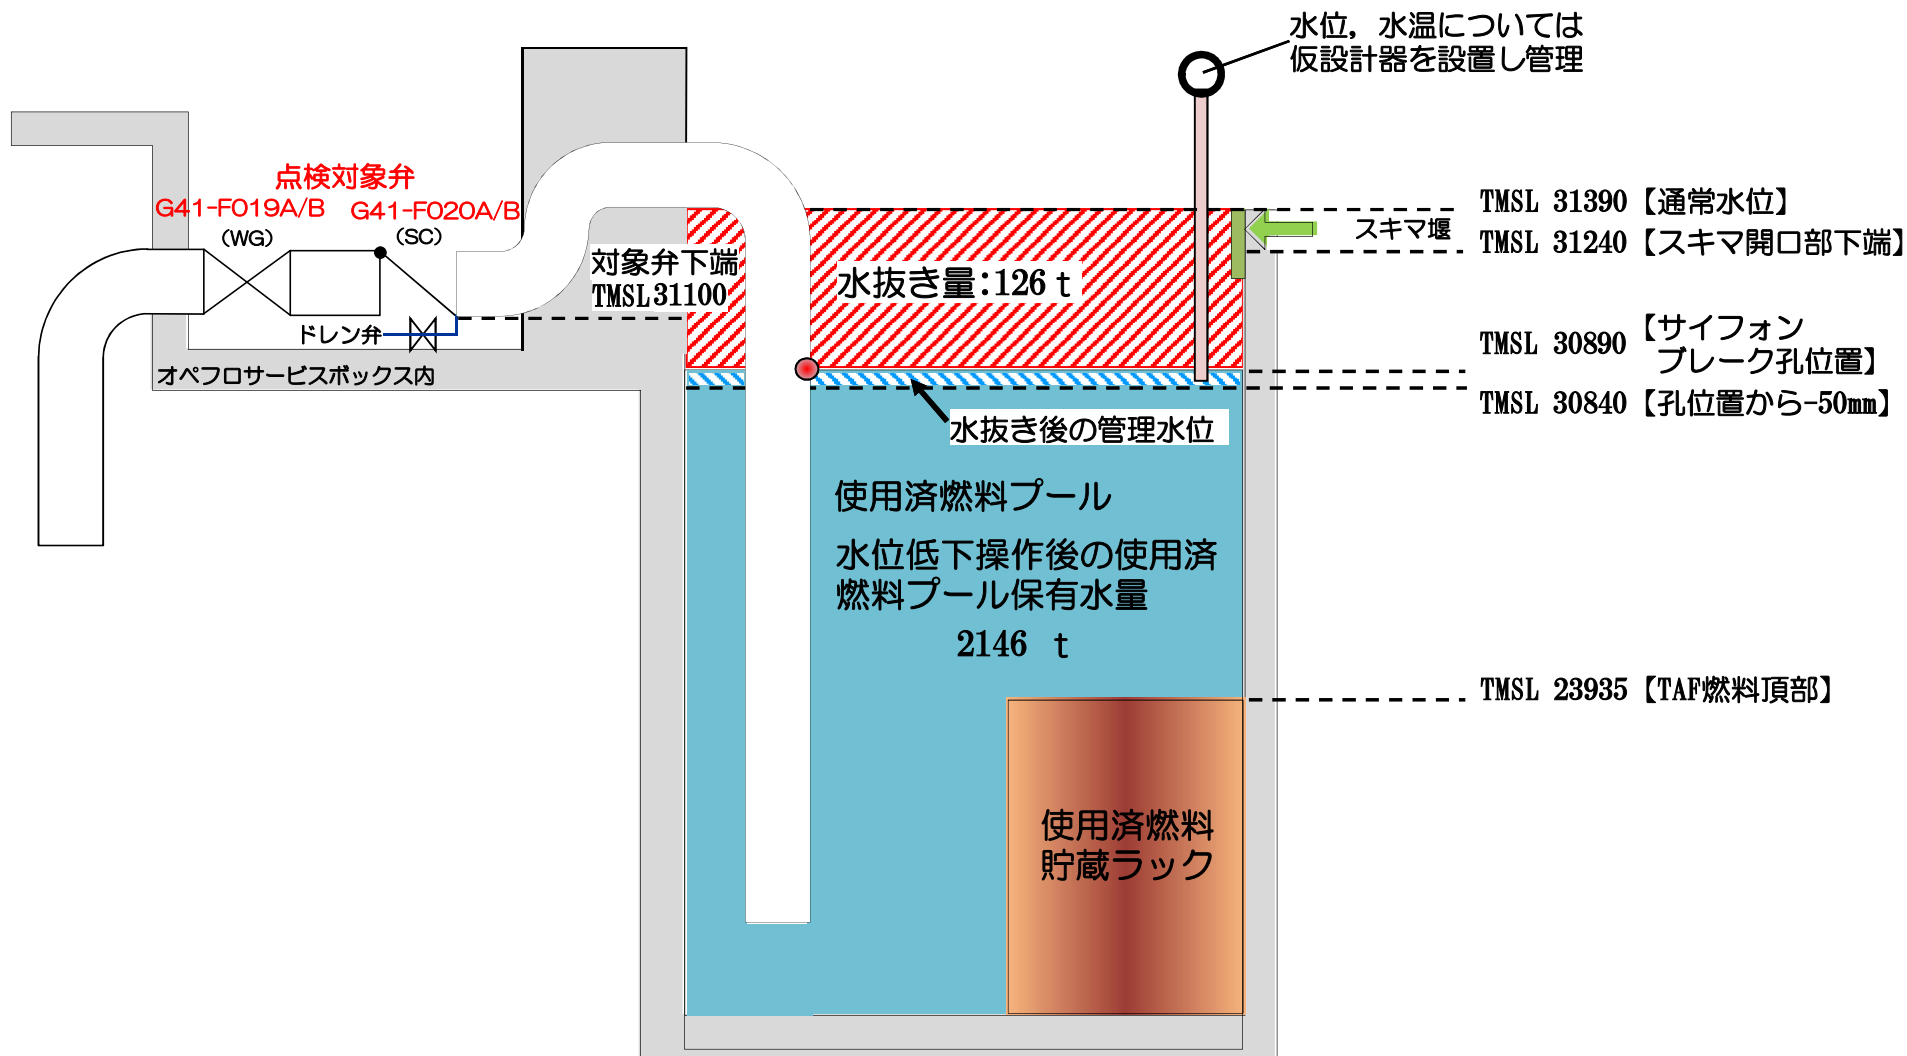 水位，水温については
仮設計器を設置し管理
点検対象弁
G41-F019A/B
G41-F020A/B
(WG)
(SC)
対象弁下端
TMSL31100
ドレン弁
オペフロサービスボックス内
水抜き量:126ｔ
スキマ堰
TMSL 31390【通常水位】
TMSL 31240【スキマ開口部下端】
TMSL 30890【サイフォン
ブレーク孔位置】
TMSL 30840【孔位置から-50mm】
水抜き後の管理水位
使用済燃料プール
水位低下操作後の使用済
燃料プール保有水量
2146 ｔ
TMSL 23935【TAF燃料頂部】
使用済燃料
貯蔵ラック